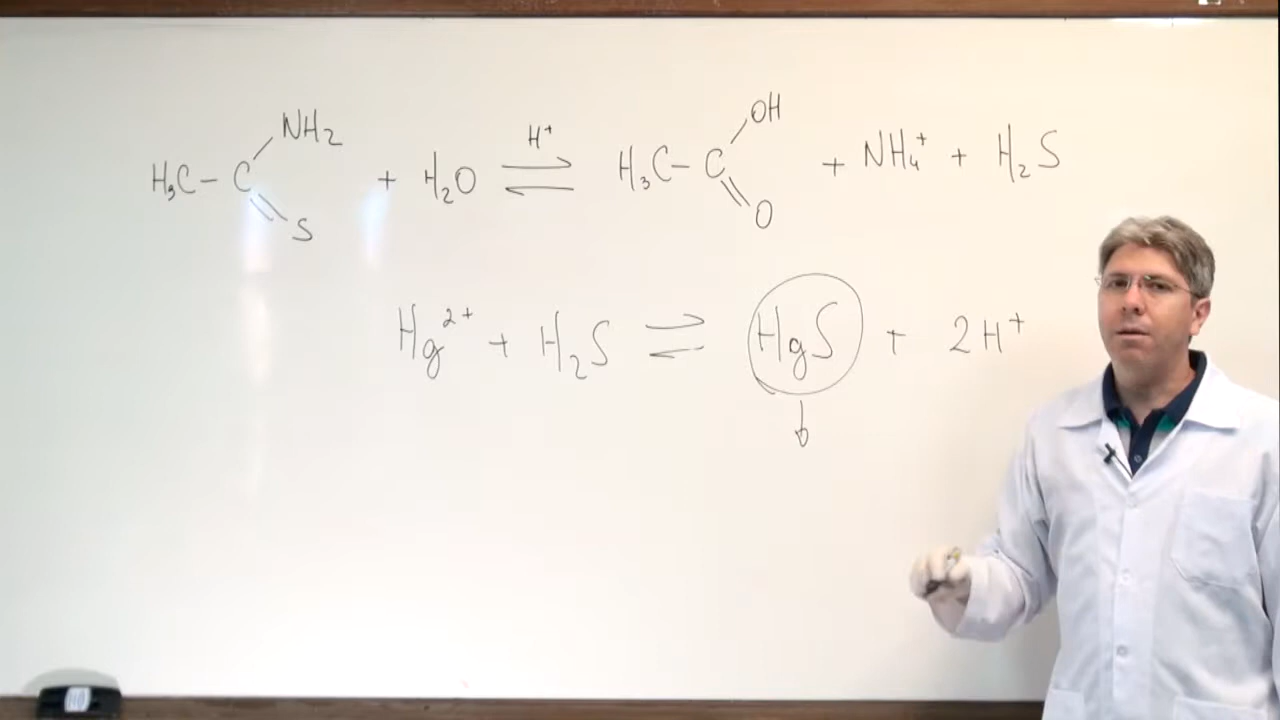 H₃C-C(NH₂)=S + H₂O ⇌ H⁺ H₃C-C(OH)=O + NH₄⁺ + H₂S
Hg²⁺ + H₂S ⇌ HgS + 2H⁺
↓